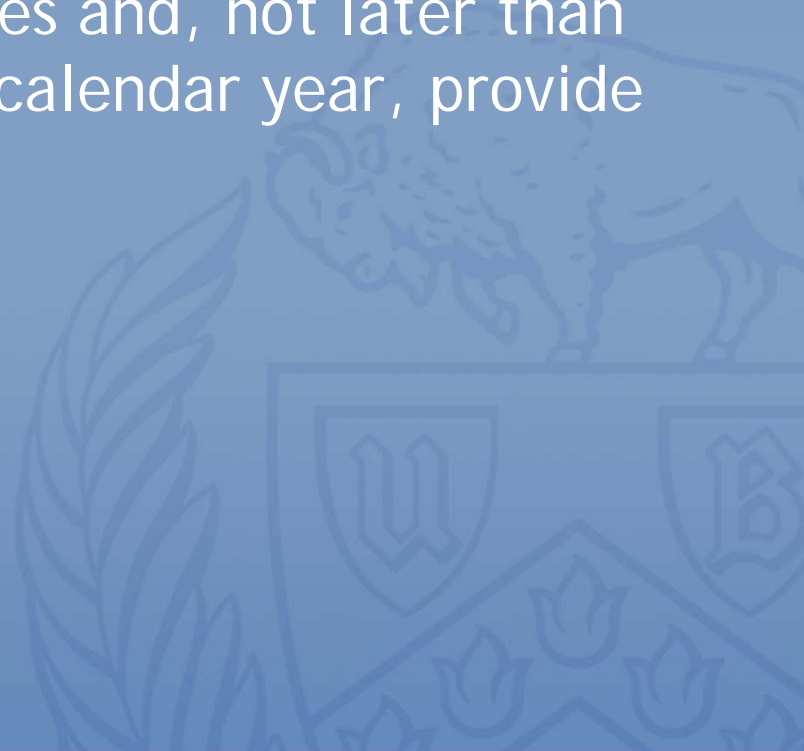 es and, not later than
calendar year, provide
U B